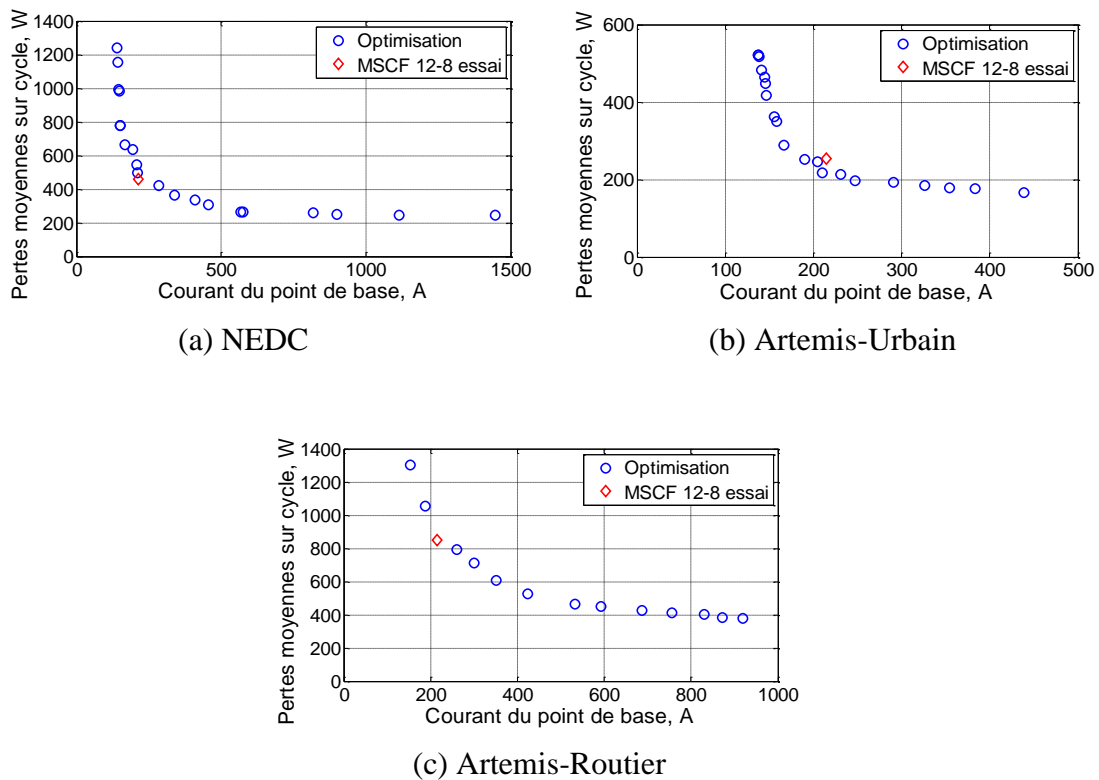 Pertes moyennes sur cycle, W
1400
1200
1000
800
600
400
200
0
0
500
1000
1500
Courant du point de base, A
Optimisation
MSCF 12-8 essai
(a) NEDC
Pertes moyennes sur cycle, W
600
400
200
0
0
100
200
300
400
500
Courant du point de base, A
Optimisation
MSCF 12-8 essai
(b) Artemis-Urbain
Pertes moyennes sur cycle, W
1400
1200
1000
800
600
400
200
0
0
200
400
600
800
1000
Courant du point de base, A
Optimisation
MSCF 12-8 essai
(c) Artemis-Routier